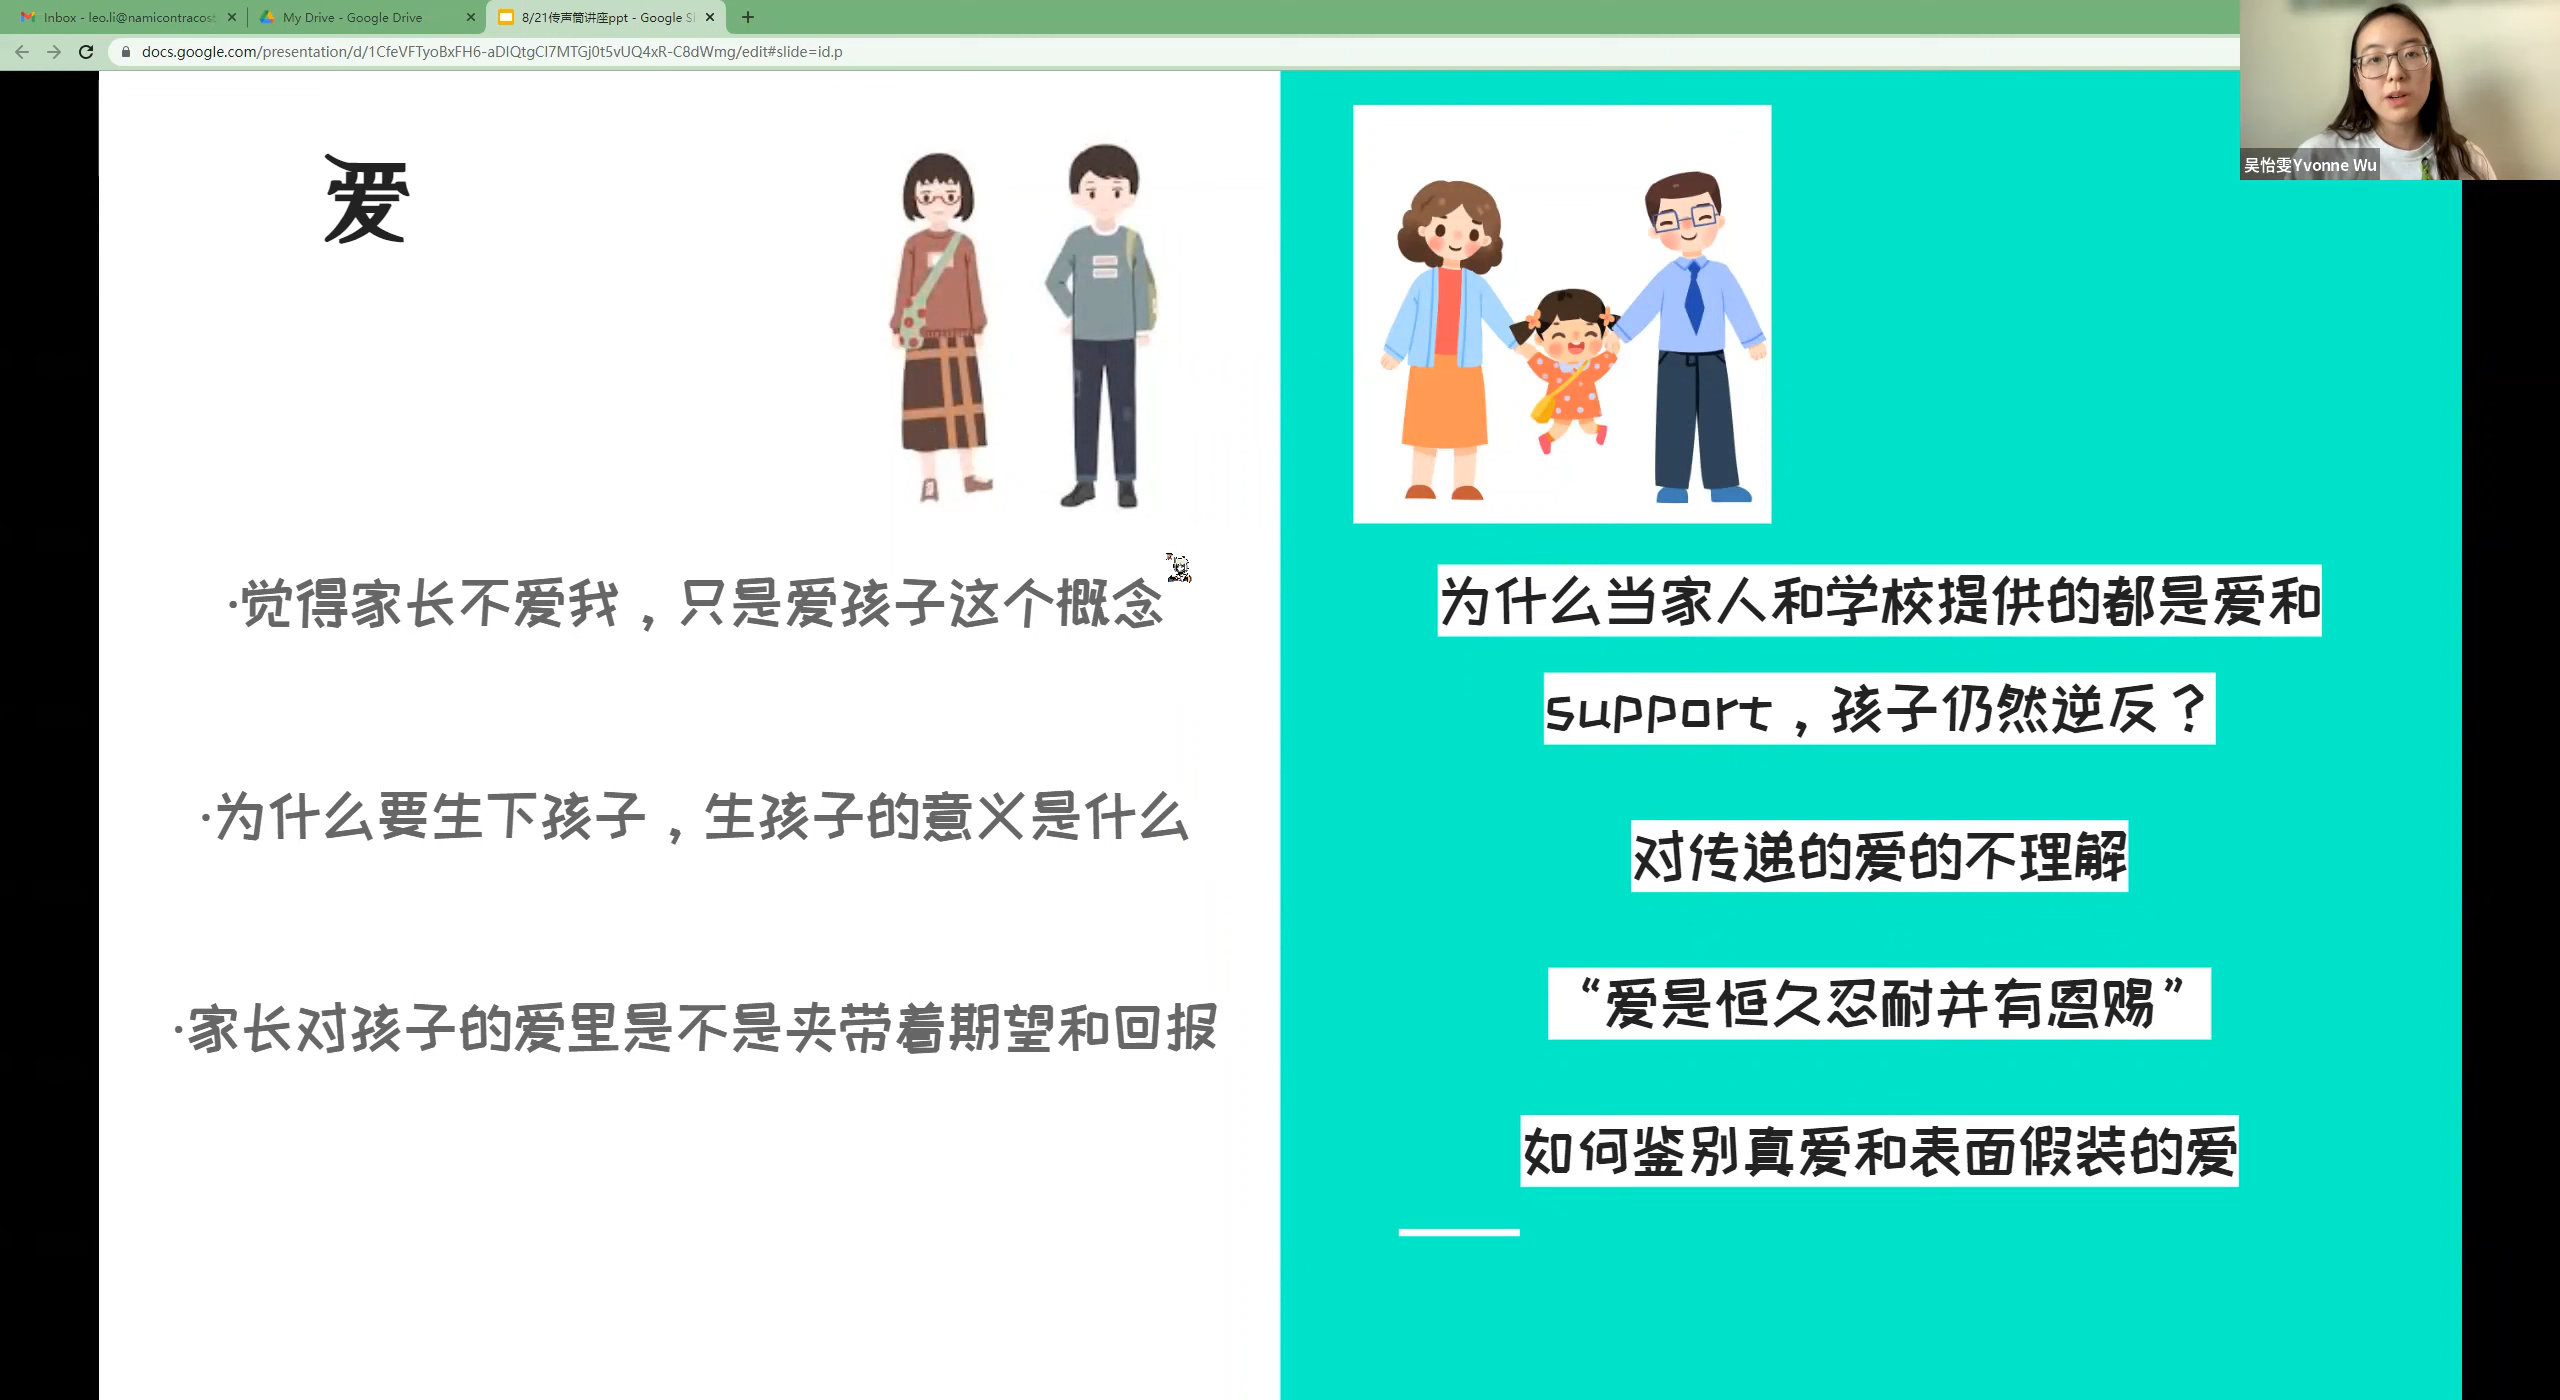 Inbox - leo.li@namicontracost
My Drive - Google Drive
8/21传声筒讲座ppt - Google Sl
docs.google.com/presentation/d/1CfeVFTyoBxFH6-aDIQtgCl7MTGj0t5vUQ4xR-C8dWmg/edit#slide=id.p
吴怡雯Yvonne Wu
爱
·觉得家长不爱我，只是爱孩子这个概念
·为什么要生下孩子，生孩子的意义是什么
·家长对孩子的爱里是不是夹带着期望和回报
为什么当家人和学校提供的都是爱和
support，孩子仍然逆反？
对传递的爱的不理解
“爱是恒久忍耐并有恩赐”
如何鉴别真爱和表面假装的爱